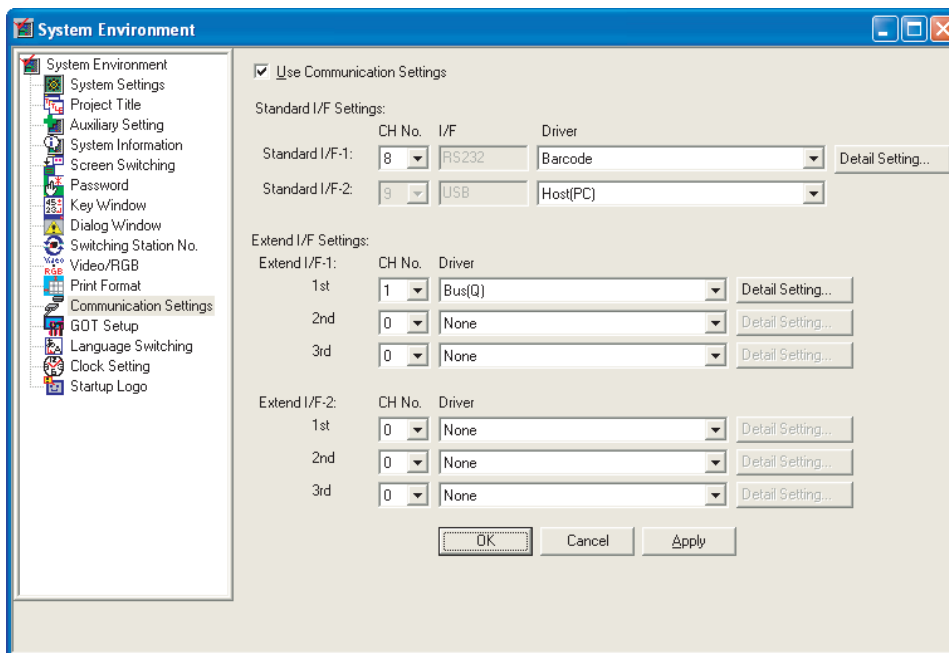 System Environment
System Environment
System Settings
Project Title
Auxiliary Setting
System Information
Screen Switching
Password
Key Window
Dialog Window
Switching Station No.
Video/RGB
Print Format
Communication Settings
GOT Setup
Language Switching
Clock Setting
Startup Logo
Use Communication Settings
Standard I/F Settings:
CH No. I/F Driver
Standard I/F-1: 8 RS232 Barcode Detail Setting...
Standard I/F-2: 9 USB Host(PC)
Extend I/F Settings:
Extend I/F-1: CH No. Driver
1st 1 Bus(Q) Detail Setting...
2nd 0 None Detail Setting...
3rd 0 None Detail Setting...
Extend I/F-2: CH No. Driver
1st 0 None Detail Setting...
2nd 0 None Detail Setting...
3rd 0 None Detail Setting...
OK Cancel Apply